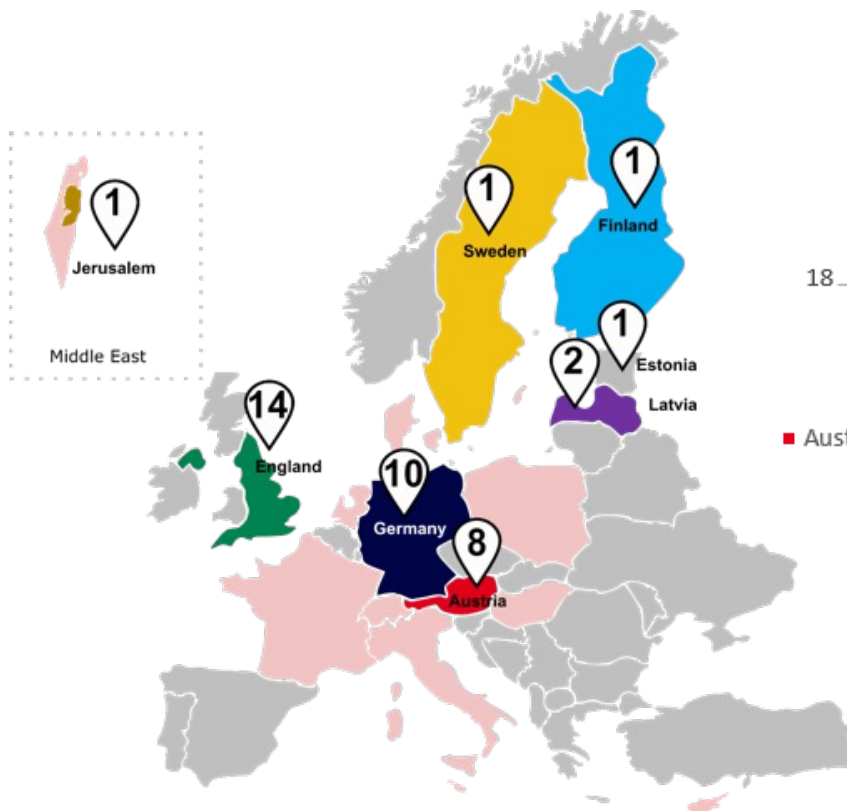 1
1
1
Finland
Sweden
Jerusalem
18
1
Middle East
2
Estonia
14
Latvia
England
Aust
10
Germany
8
Austria